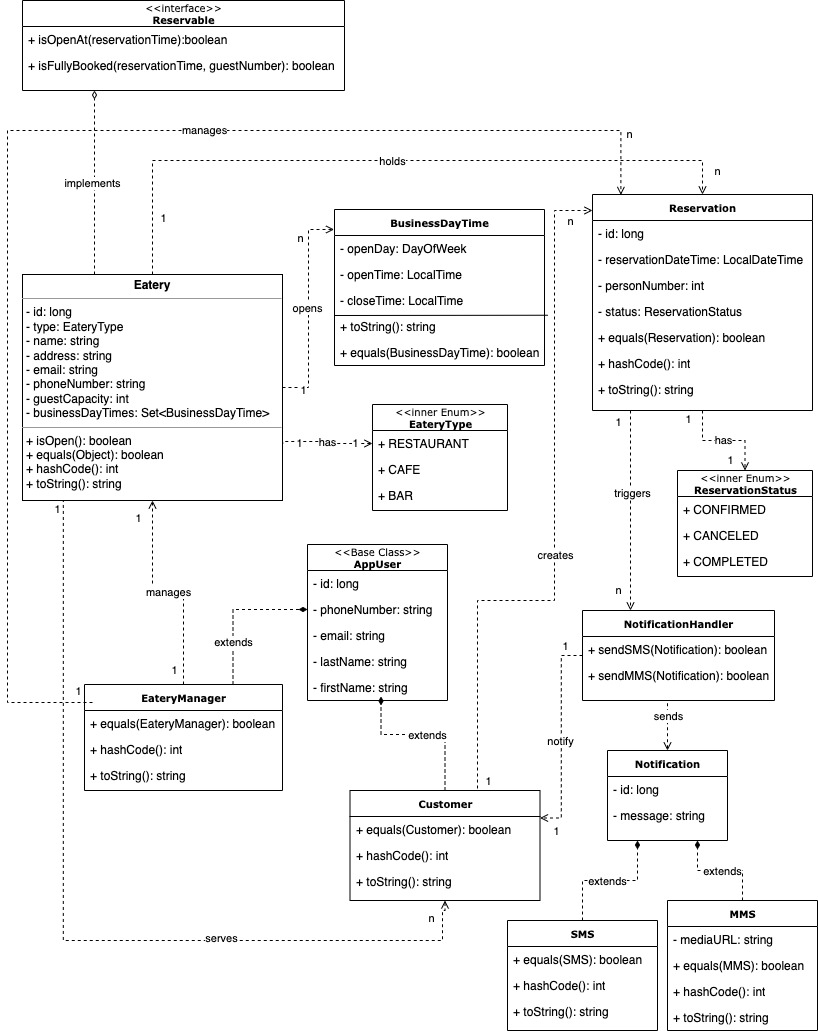 <<interface>>
Reservable
+ isOpenAt(reservationTime):boolean
+ isFullyBooked(reservationTime, guestNumber): boolean
manages
n
holds
n
implements
1
Reservation
- id: long
- reservationDateTime: LocalDateTime
- personNumber: int
- status: ReservationStatus
+ equals(Reservation): boolean
+ hashCode(): int
+ toString(): string
n
BusinessDayTime
- openDay: DayOfWeek
- openTime: LocalTime
- closeTime: LocalTime
+ toString(): string
+ equals(BusinessDayTime): boolean
n
opens
1
Eatery
- id: long
- type: EateryType
- name: string
- address: string
- email: string
- phoneNumber: string
- guestCapacity: int
- businessDayTimes: Set<BusinessDayTime>
+ isOpen(): boolean
+ equals(Object): boolean
+ hashCode(): int
+ toString(): string
1
has
1
<<inner Enum>>
EateryType
+ RESTAURANT
+ CAFE
+ BAR
1
has
1
<<inner Enum>>
ReservationStatus
+ CONFIRMED
+ CANCELED
+ COMPLETED
1
triggers
n
creates
1
1
manages
1
<<Base Class>>
AppUser
- id: long
- phoneNumber: string
- email: string
- lastName: string
- firstName: string
extends
NotificationHandler
+ sendSMS(Notification): boolean
+ sendMMS(Notification): boolean
1
1
EateryManager
+ equals(EateryManager): boolean
+ hashCode(): int
+ toString(): string
extends
notify
1
sends
Notification
- id: long
- message: string
1
Customer
+ equals(Customer): boolean
+ hashCode(): int
+ toString(): string
extends
extends
n
serves
SMS
+ equals(SMS): boolean
+ hashCode(): int
+ toString(): string
MMS
- mediaURL: string
+ equals(MMS): boolean
+ hashCode(): int
+ toString(): string